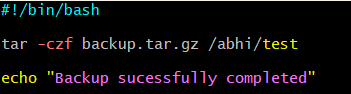 #!/bin/bash
tar -czf backup.tar.gz /abhi/test
echo "Backup sucessfully completed"